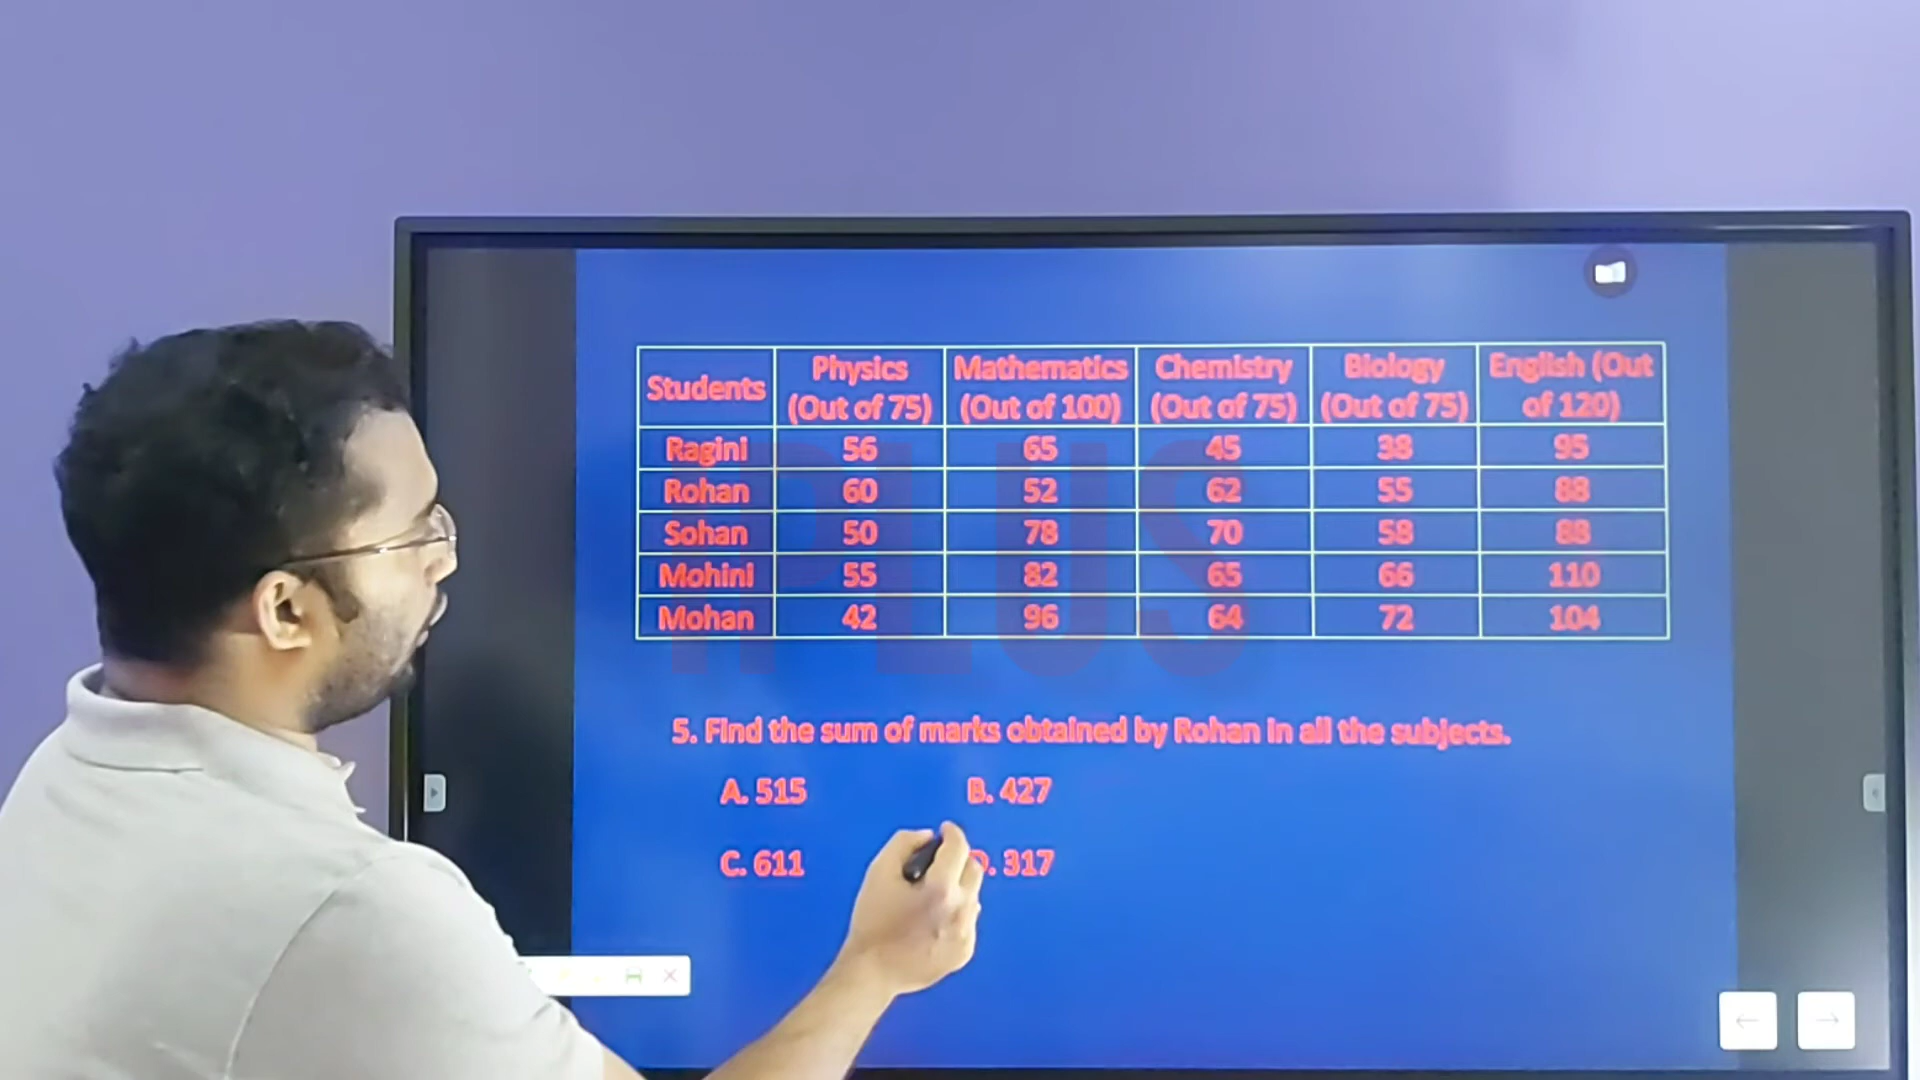 Students Physics (Out of 75) Mathematics (Out of 100) Chemistry (Out of 75) Biology (Out of 75) English (Out of 120)
Ragini 56 65 45 38 95
Rohan 60 52 62 55 88
Sohan 50 78 70 58 88
Mohini 55 82 65 66 110
Mohan 42 96 64 72 104
PLUS
5. Find the sum of marks obtained by Rohan in all the subjects.
A. 515 B. 427
C. 611 D. 317